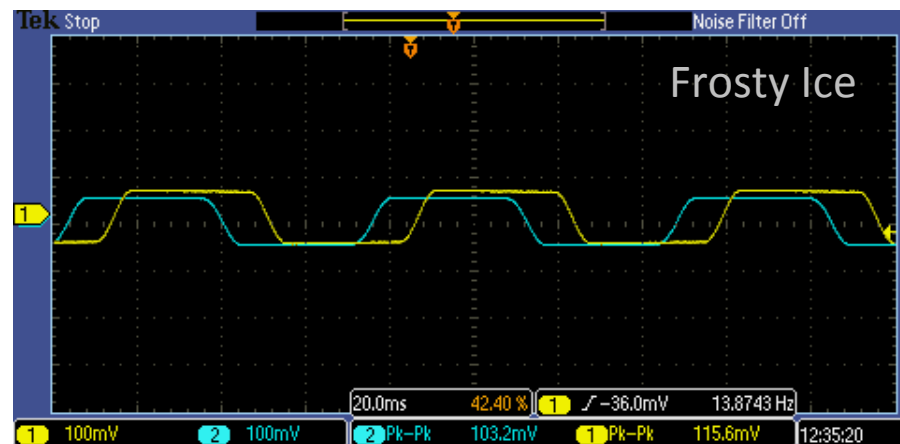 Tek Stop Noise Filter Off
T
T
Frosty Ice
1
20.0ms 42.40 % 1 ∫ −36.0mV 13.8743 Hz
1 100mV 2 100mV 2 Pk−Pk 103.2mV 1 Pk−Pk 115.6mV 12:35:20